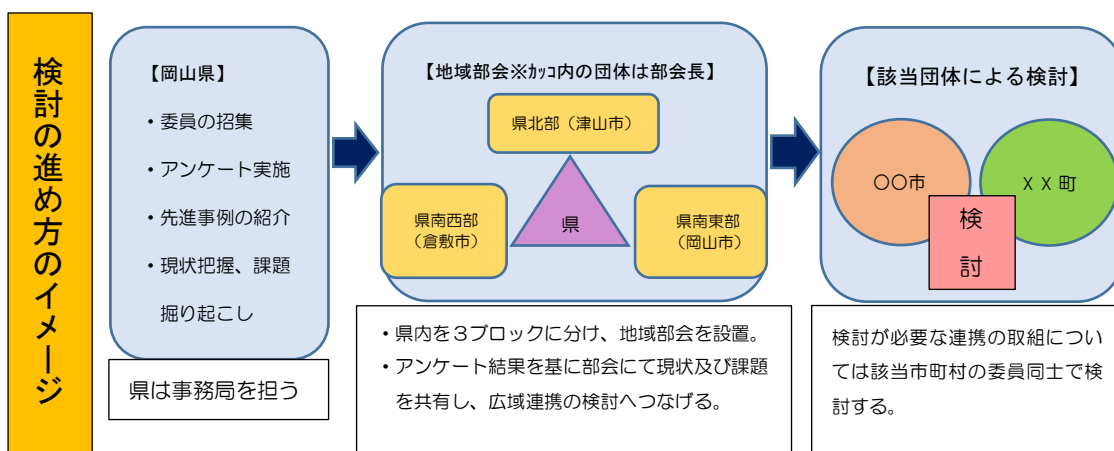 検討の進め方のイメージ
【岡山県】
・委員の招集
・アンケート実施
・先進事例の紹介
・現状把握、課題
掘り起こし
県は事務局を担う
【地域部会※ｶｯｺ内の団体は部会長】
県北部（津山市）
県南西部
（倉敷市）
県
県南東部
（岡山市）
・県内を３ブロックに分け、地域部会を設置。
・アンケート結果を基に部会にて現状及び課題
を共有し、広域連携の検討へつなげる。
【該当団体による検討】
〇〇市
ＸＸ町
検
討
検討が必要な連携の取組につい
ては該当市町村の委員同士で検
討する。